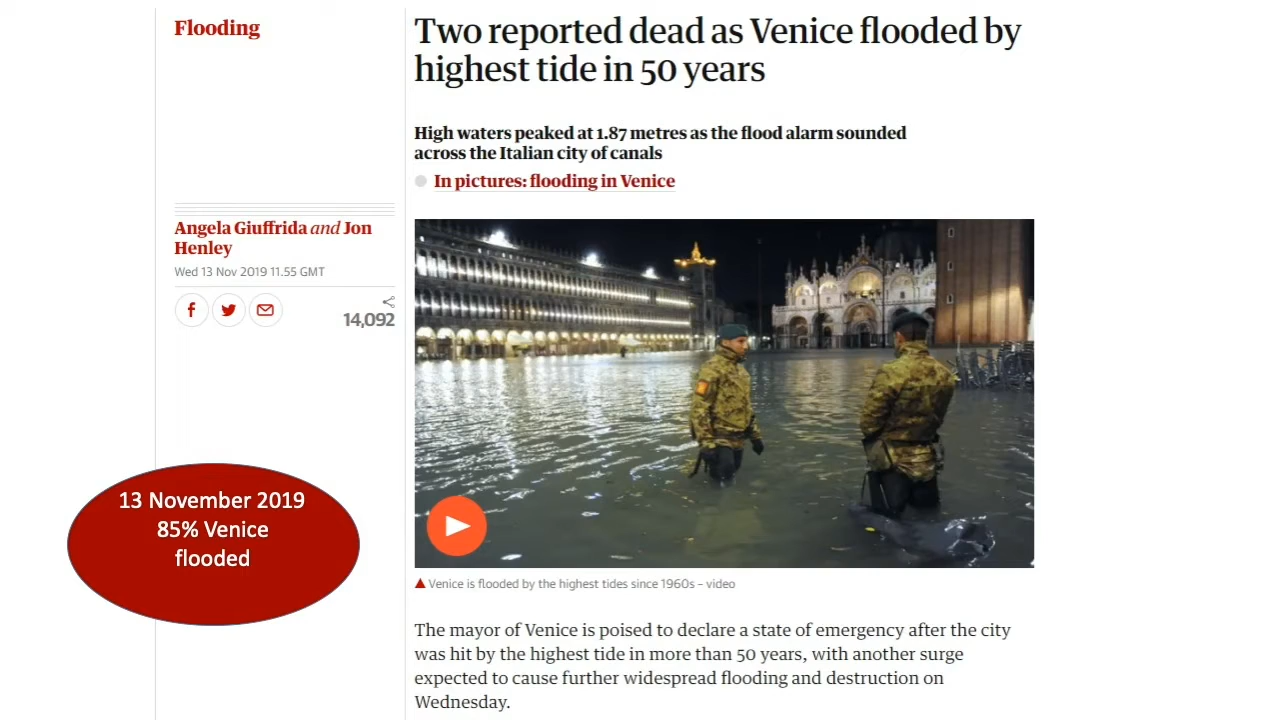 Flooding
Two reported dead as Venice flooded by
highest tide in 50 years
High waters peaked at 1.87 metres as the flood alarm sounded
across the Italian city of canals
In pictures: flooding in Venice
Angela Giuffrida and Jon
Henley
Wed 13 Nov 2019 11.55 GMT
14,092
13 November 2019
85% Venice
flooded
Venice is flooded by the highest tides since 1960s – video
The mayor of Venice is poised to declare a state of emergency after the city
was hit by the highest tide in more than 50 years, with another surge
expected to cause further widespread flooding and destruction on
Wednesday.